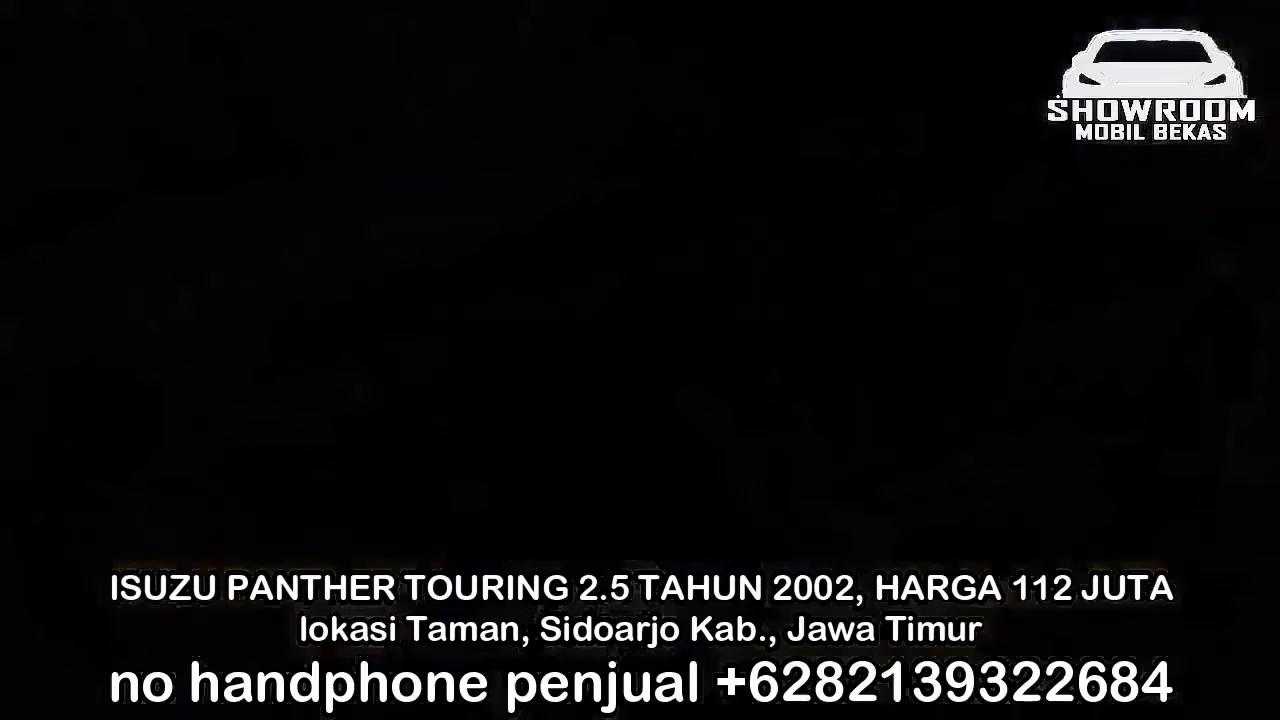 SHOWROOM
MOBIL BEKAS
ISUZU PANTHER TOURING 2.5 TAHUN 2002, HARGA 112 JUTA
lokasi Taman, Sidoarjo Kab., Jawa Timur
no handphone penjual +6282139322684